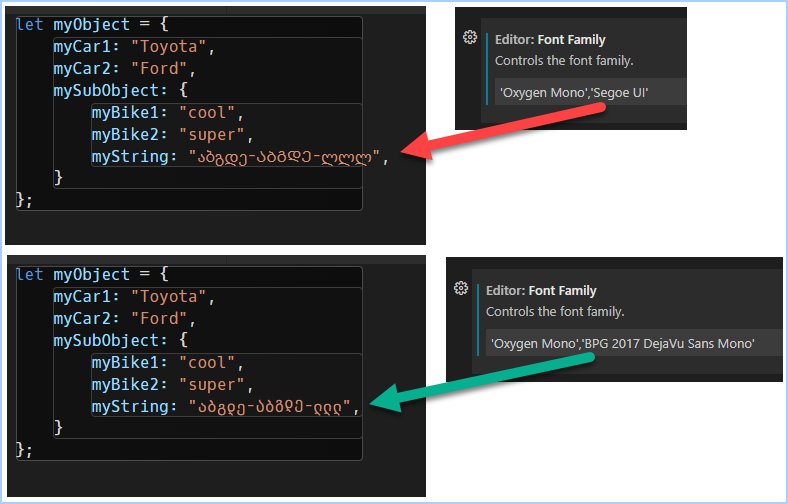 let myObject = {
myCar1: "Toyota",
myCar2: "Ford",
mySubObject: {
myBike1: "cool",
myBike2: "super",
myString: "აბგდე-ᲐᲑᲒᲓᲔ-ლლლ",
}
};
Editor: Font Family
Controls the font family.
'Oxygen Mono','Segoe UI'
let myObject = {
myCar1: "Toyota",
myCar2: "Ford",
mySubObject: {
myBike1: "cool",
myBike2: "super",
myString: "აბგდე-ᲐᲑᲒᲓᲔ-ლლლ",
}
};
Editor: Font Family
Controls the font family.
'Oxygen Mono','BPG 2017 DejaVu Sans Mono'